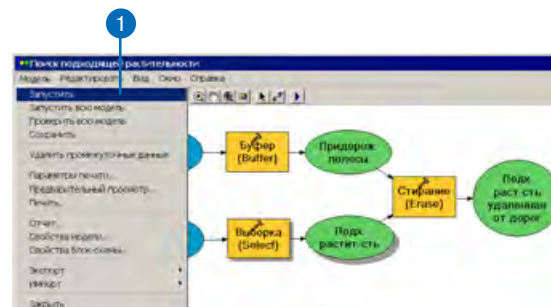 1
Поиск подходящей растительности
Модель Редактировать Вид Окно Справка
Запустить
Запустить всю модель
Проверить всю модель
Сохранить
Удалить промежуточные данные
Параметры печати...
Предварительный просмотр...
Печать...
Отчет...
Свойства модели...
Свойства блок-схемы...
Экспорт
Импорт
Закрыть
Буфер
(Buffer)
Придорож
полосы
Стирание
(Erase)
Подх
раст сть
удаленная
от дорог
Выборка
(Select)
Подх
растит сть